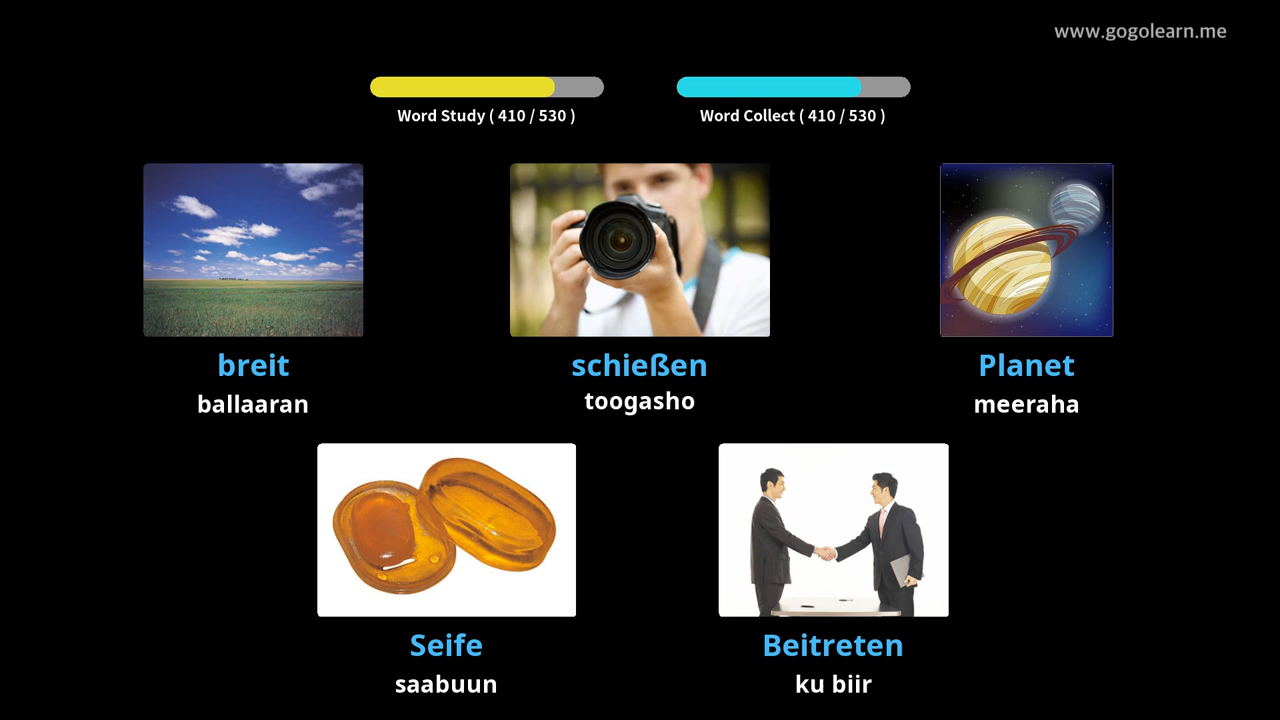 www.gogolearn.me
Word Study ( 410 / 530 )
Word Collect ( 410 / 530 )
breit
ballaaran
schießen
toogasho
Planet
meeraha
Seife
saabuun
Beitreten
ku biir